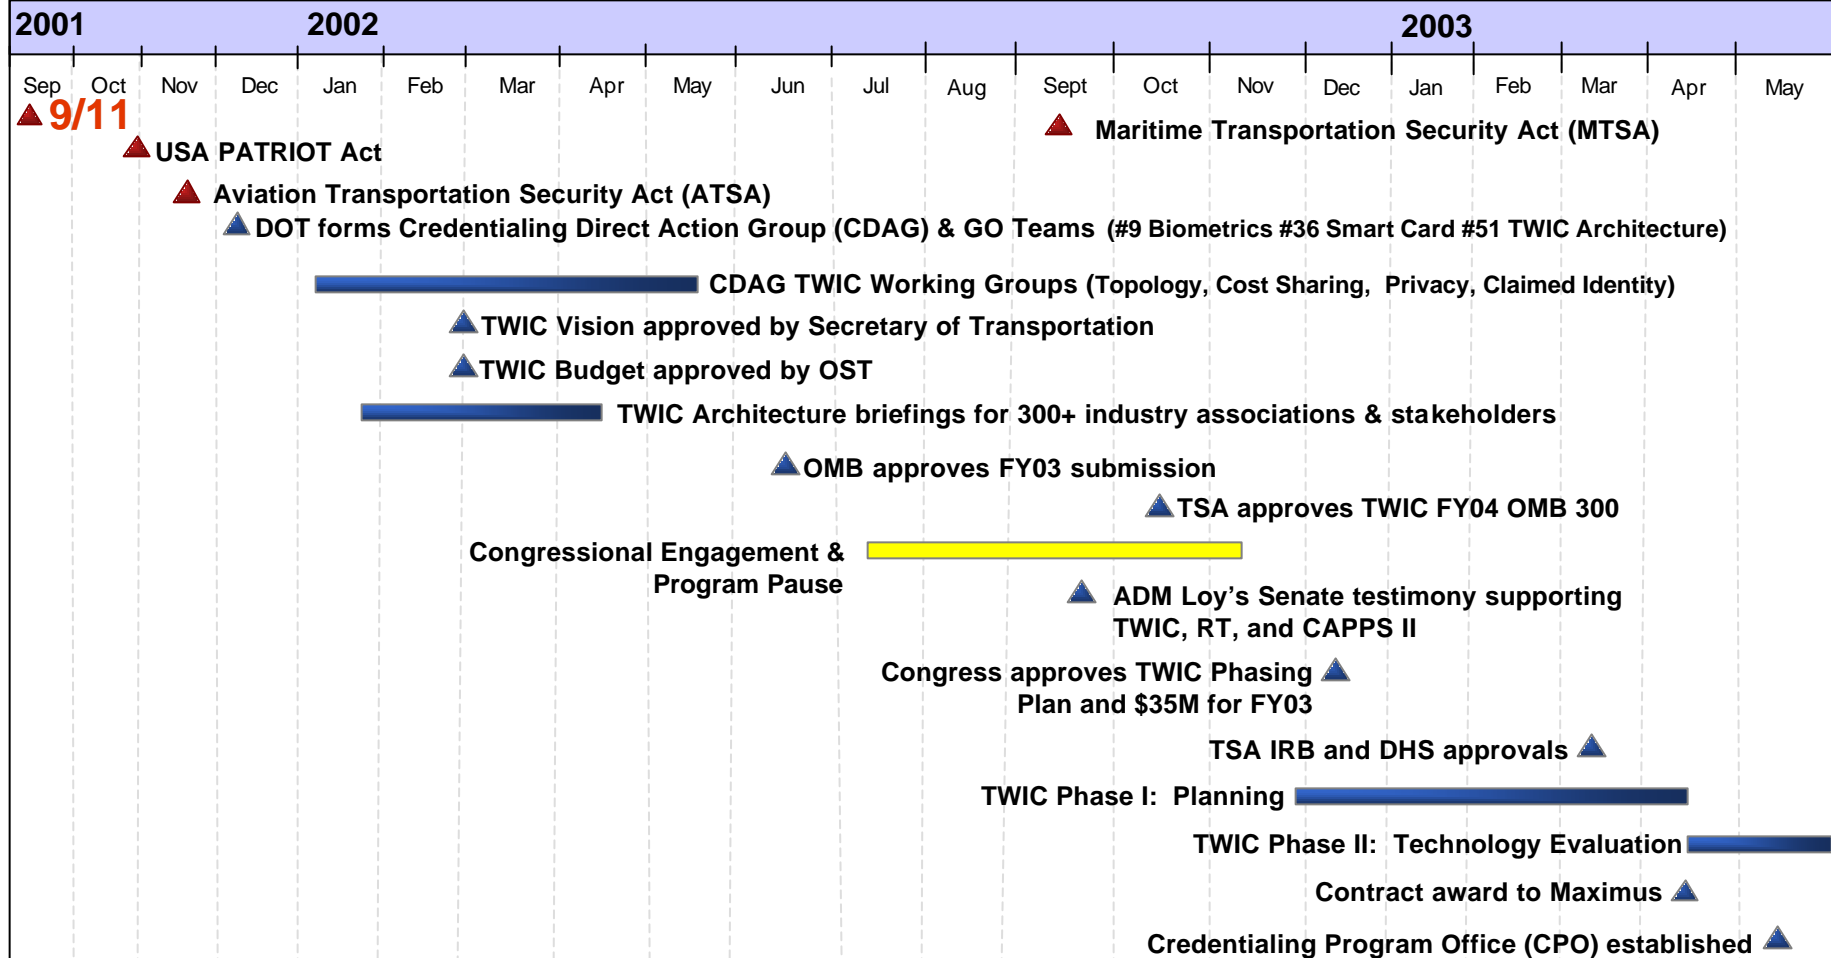 2001 2002 2003
Sep Oct Nov Dec Jan Feb Mar Apr May Jun Jul Aug Sept Oct Nov Dec Jan Feb Mar Apr May
9/11
Maritime Transportation Security Act (MTSA)
USA PATRIOT Act
Aviation Transportation Security Act (ATSA)
DOT forms Credentialing Direct Action Group (CDAG) & GO Teams (#9 Biometrics #36 Smart Card #51 TWIC Architecture)
CDAG TWIC Working Groups (Topology, Cost Sharing, Privacy, Claimed Identity)
TWIC Vision approved by Secretary of Transportation
TWIC Budget approved by OST
TWIC Architecture briefings for 300+ industry associations & stakeholders
OMB approves FY03 submission
TSA approves TWIC FY04 OMB 300
Congressional Engagement &
Program Pause
ADM Loy’s Senate testimony supporting
TWIC, RT, and CAPPS II
Congress approves TWIC Phasing
Plan and $35M for FY03
TSA IRB and DHS approvals
TWIC Phase I: Planning
TWIC Phase II: Technology Evaluation
Contract award to Maximus
Credentialing Program Office (CPO) established